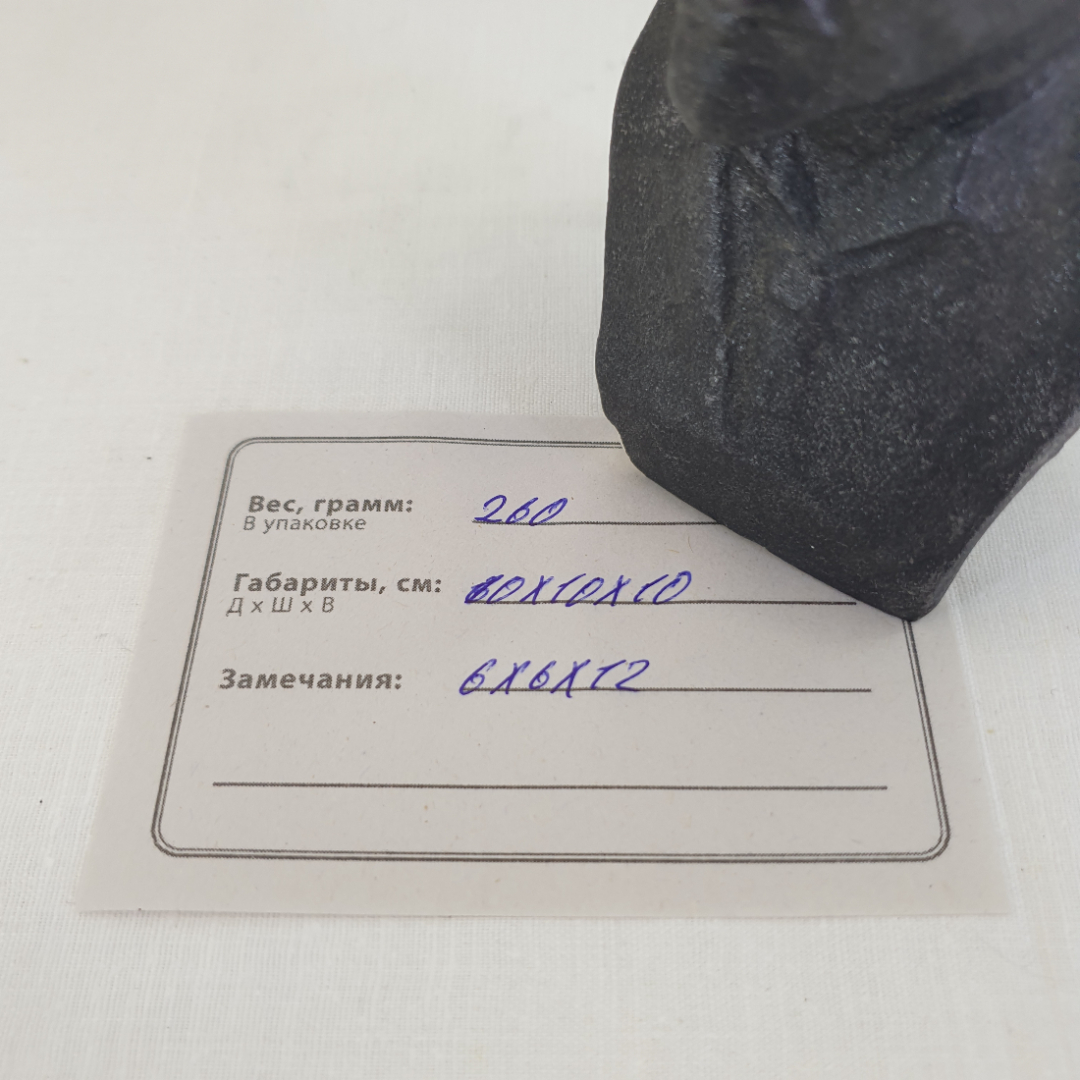 Вес, грамм: 260
В упаковке
Габариты, см: 10х10х10
Д х Ш х В
Замечания: 6х6х12